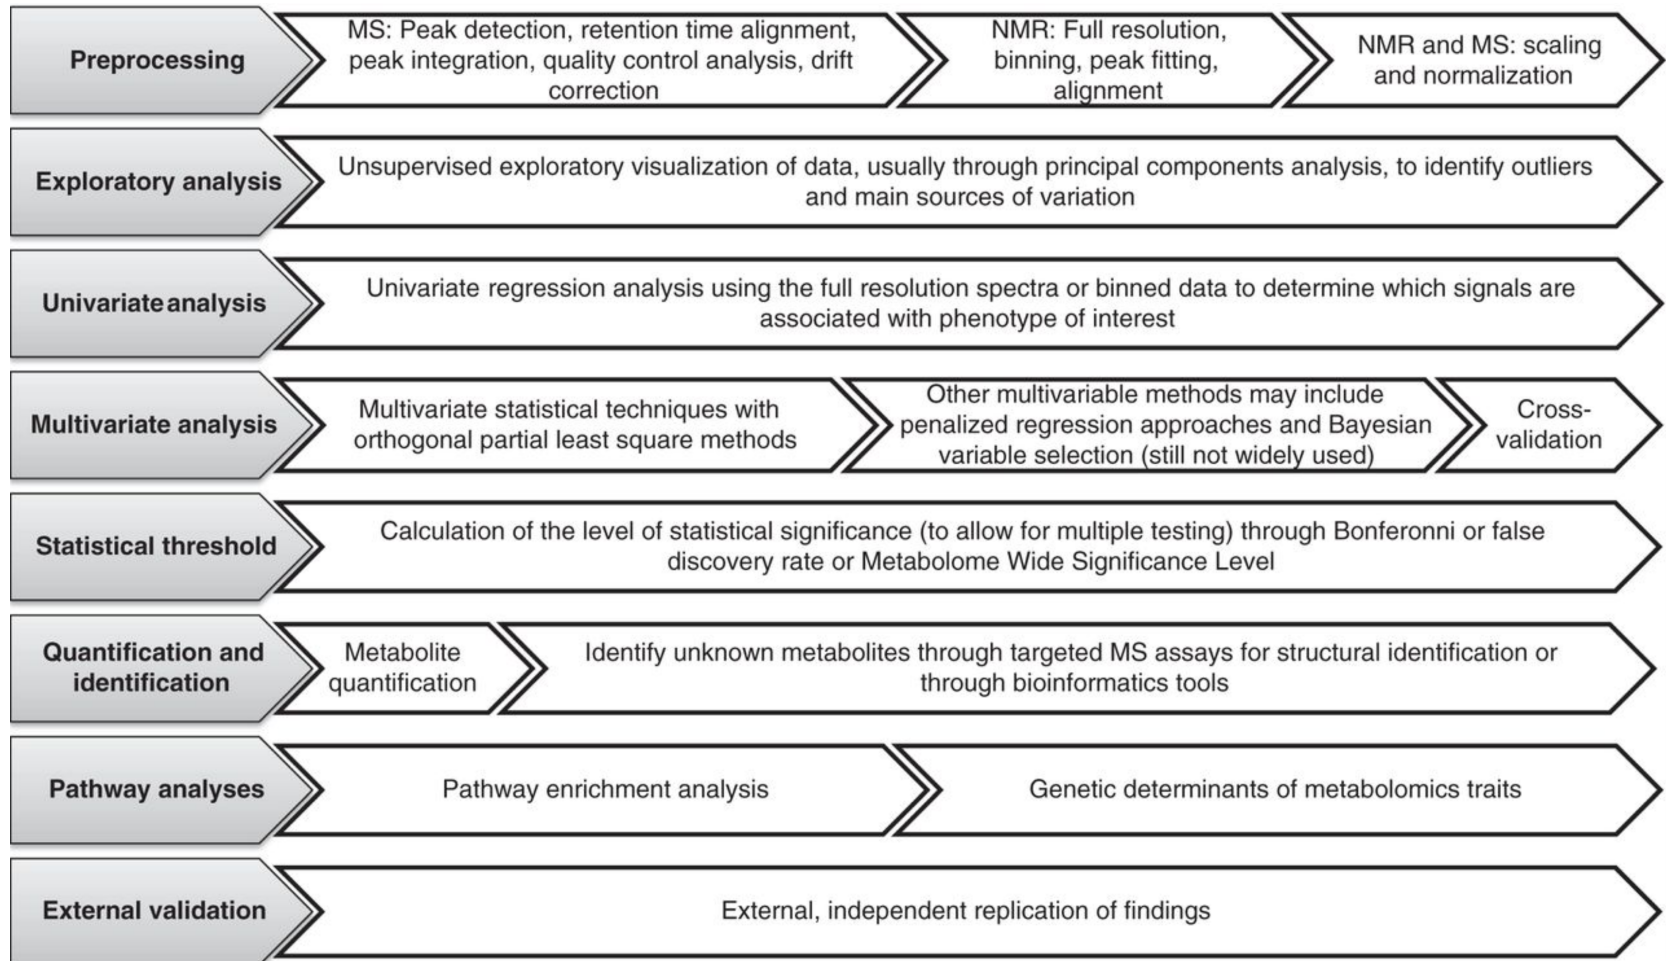 Preprocessing
MS: Peak detection, retention time alignment,
peak integration, quality control analysis, drift
correction
NMR: Full resolution,
binning, peak fitting,
alignment
NMR and MS: scaling
and normalization
Exploratory analysis
Unsupervised exploratory visualization of data, usually through principal components analysis, to identify outliers
and main sources of variation
Univariate analysis
Univariate regression analysis using the full resolution spectra or binned data to determine which signals are
associated with phenotype of interest
Multivariate analysis
Multivariate statistical techniques with
orthogonal partial least square methods
Other multivariable methods may include
penalized regression approaches and Bayesian
variable selection (still not widely used)
Cross-
validation
Statistical threshold
Calculation of the level of statistical significance (to allow for multiple testing) through Bonferonni or false
discovery rate or Metabolome Wide Significance Level
Quantification and
identification
Metabolite
quantification
Identify unknown metabolites through targeted MS assays for structural identification or
through bioinformatics tools
Pathway analyses
Pathway enrichment analysis
Genetic determinants of metabolomics traits
External validation
External, independent replication of findings